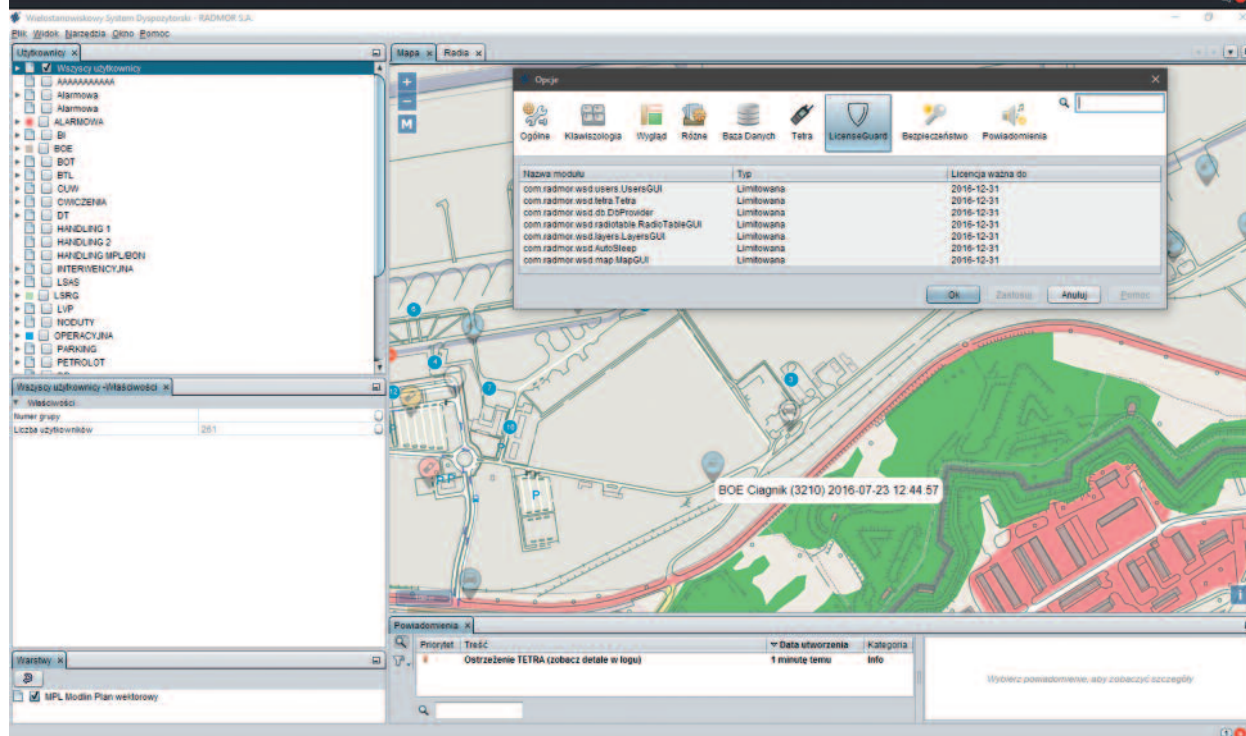 Wielostanowiskowy System Dyspozytorski - RADMOR S.A.
Plik Widok Narzędzia Okno Pomoc
Użytkownicy
Wszyscy użytkownicy
AAAAAAAAAAA
Alarmowa
Alarmowa
ALARMOWA
BI
BOE
BOT
BTL
CUW
CWICZENIA
DT
HANDLING 1
HANDLING 2
HANDLING MPL/BON
INTERWENCYJNA
LSAS
LSRG
LVP
NODUTY
OPERACYJNA
PARKING
PETROLOT
Wszyscy użytkownicy -Właściwości
Właściwości
Numer grupy
Liczba użytkowników 261
Warstwy
MPL Modlin Plan wektorowy
Mapa Radia
+
−
M
Opcje
Ogólne Klawiszologia Wygląd Różne Baza Danych Tetra LicenseGuard Bezpieczeństwo Powiadomienia
Nazwa modułu Typ Licencja ważna do
com.radmor.wsd.users.UsersGUI Limitowana 2016-12-31
com.radmor.wsd.tetra.Tetra Limitowana 2016-12-31
com.radmor.wsd.db.DbProvider Limitowana 2016-12-31
com.radmor.wsd.radiotable.RadioTableGUI Limitowana 2016-12-31
com.radmor.wsd.layers.LayersGUI Limitowana 2016-12-31
com.radmor.wsd.AutoSleep Limitowana 2016-12-31
com.radmor.wsd.map.MapGUI Limitowana 2016-12-31
Ok Zastosuj Anuluj Pomoc
4
3
7
10
P
P P
P
BOE Ciagnik (3210) 2016-07-23 12:44:57
i
Powiadomienia
Priorytet Treść Data utworzenia Kategoria
Ostrzeżenie TETRA (zobacz detale w logu) 1 minutę temu Info
Wybierz powiadomienie, aby zobaczyć szczegóły